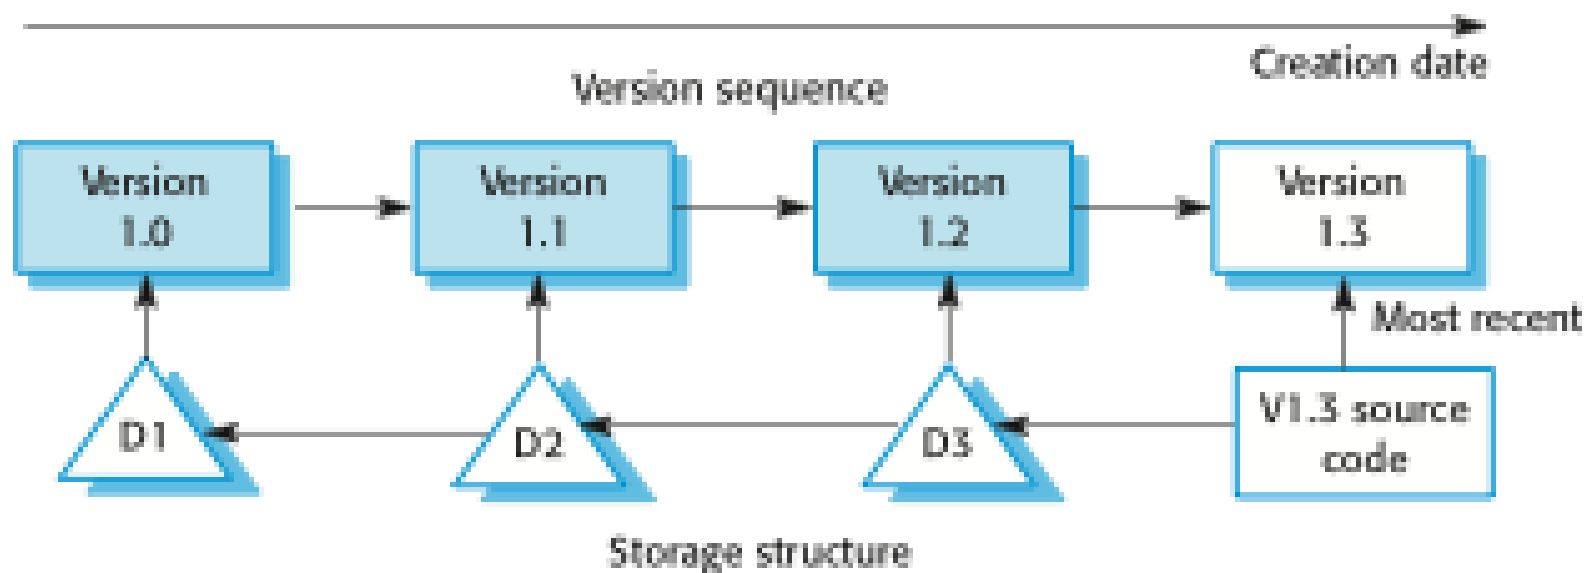 Creation date
Version sequence
Version
1.0
Version
1.1
Version
1.2
Version
1.3
Most recent
D1
D2
D3
V1.3 source
code
Storage structure